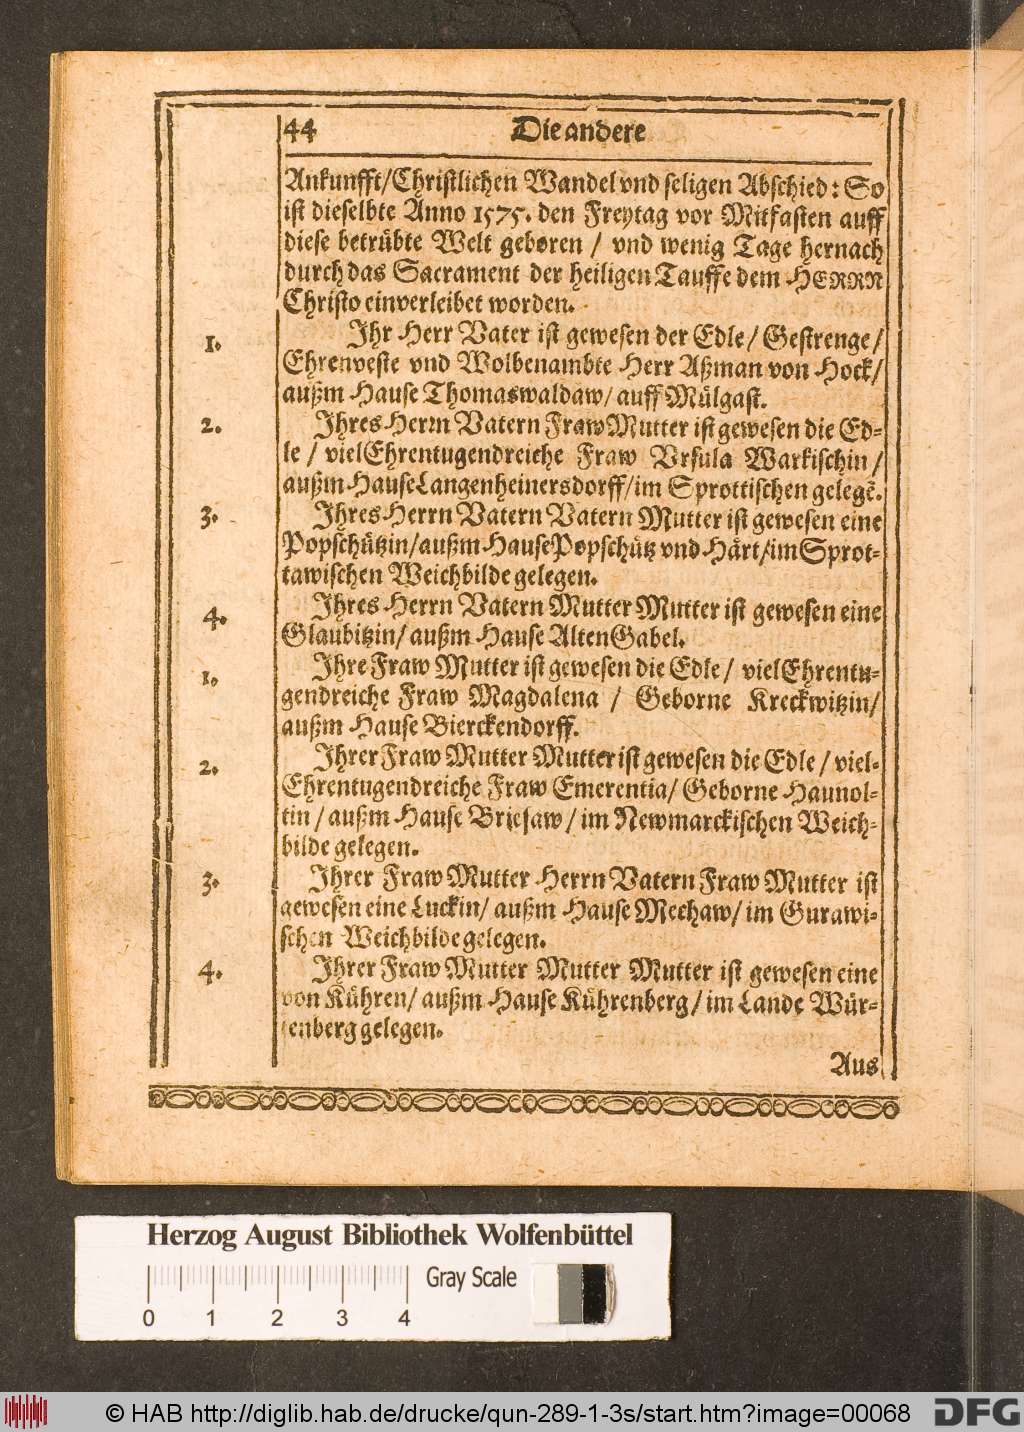 44 Die andere
Ankunfft/Christlichen Wandel vnd seligen Abschied: So
ist dieselbte Anno 1575. den Freytag vor Mitfasten auff
diese betrübte Welt geboren / vnd wenig Tage hernach
durch das Sacrament der heiligen Tauffe dem HERRN
Christo einverleibet worden.
1. Ihr Herr Vater ist gewesen der Edle/ Gestrenge/
Ehrenveste vnd Wolbenambte Herr Aßman von Hock/
außm Hause Thomaswaldaw/ auff Mülgast.
2. Ihres Herrn Vatern Fraw Mutter ist gewesen die Ed-
le / viel Ehrentugendreiche Fraw Vrsula Warkischin /
außm Hause Langenheinersdorff/im Sprottischen gelegē.
3. Ihres Herrn Vatern Vatern Mutter ist gewesen eine
Popschützin/außm Hause Popschütz vnd Härt/im Sprot-
tawischen Weichbilde gelegen.
4. Ihres Herrn Vatern Mutter Mutter ist gewesen eine
Glaubitzin/ außm Hause Alten Gabel.
1. Ihre Fraw Mutter ist gewesen die Edle / viel Ehrentu-
gendreiche Fraw Magdalena / Geborne Kreckwitzin/
außm Hause Bierckendorff.
2. Ihrer Fraw Mutter Mutter ist gewesen die Edle / viel-
Ehrentugendreiche Fraw Emerentia/ Geborne Haunol-
tin / außm Hause Briesaw / im Newmarckischen Weich-
bilde gelegen.
3. Ihrer Fraw Mutter Herrn Vatern Fraw Mutter ist
gewesen eine Luckin/ außm Hause Mechaw/ im Gurawi-
schen Weichbilde gelegen.
4. Ihrer Fraw Mutter Mutter Mutter ist gewesen eine
von Kühren/ außm Hause Kührenberg/ im Lande Wür-
tenberg gelegen.
Aus
Herzog August Bibliothek Wolfenbüttel
Gray Scale
0 1 2 3 4
© HAB http://diglib.hab.de/drucke/qun-289-1-3s/start.htm?image=00068
DFG